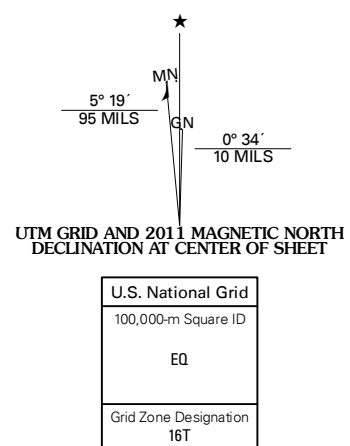 ★
MN
5° 19´
95 MILS
GN
0° 34´
10 MILS
UTM GRID AND 2011 MAGNETIC NORTH
DECLINATION AT CENTER OF SHEET
U.S. National Grid
100,000-m Square ID
EQ
Grid Zone Designation
16T